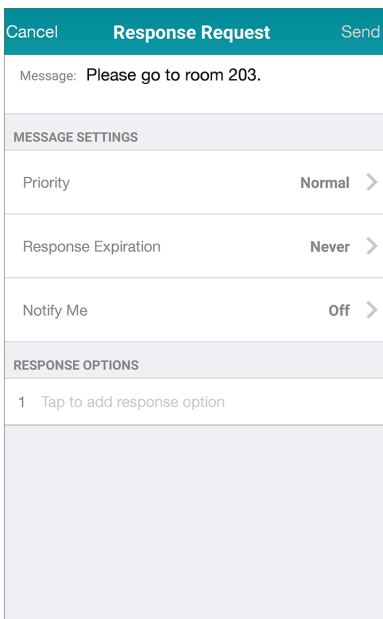 Cancel Response Request Send
Message: Please go to room 203.
MESSAGE SETTINGS
Priority Normal
Response Expiration Never
Notify Me Off
RESPONSE OPTIONS
1 Tap to add response option